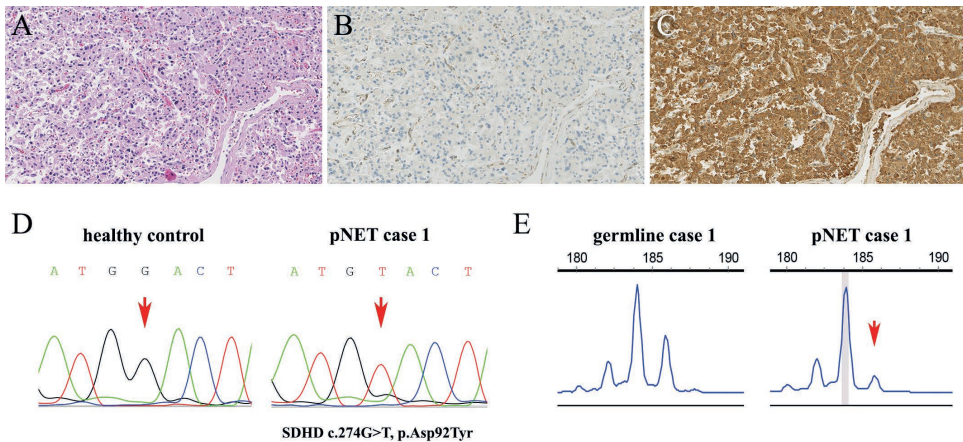 A
B
C
D
healthy control
pNET case 1
A T G G A C T
A T G T A C T
SDHD c.274G>T, p.Asp92Tyr
E
germline case 1
pNET case 1
180 185 190
180 185 190